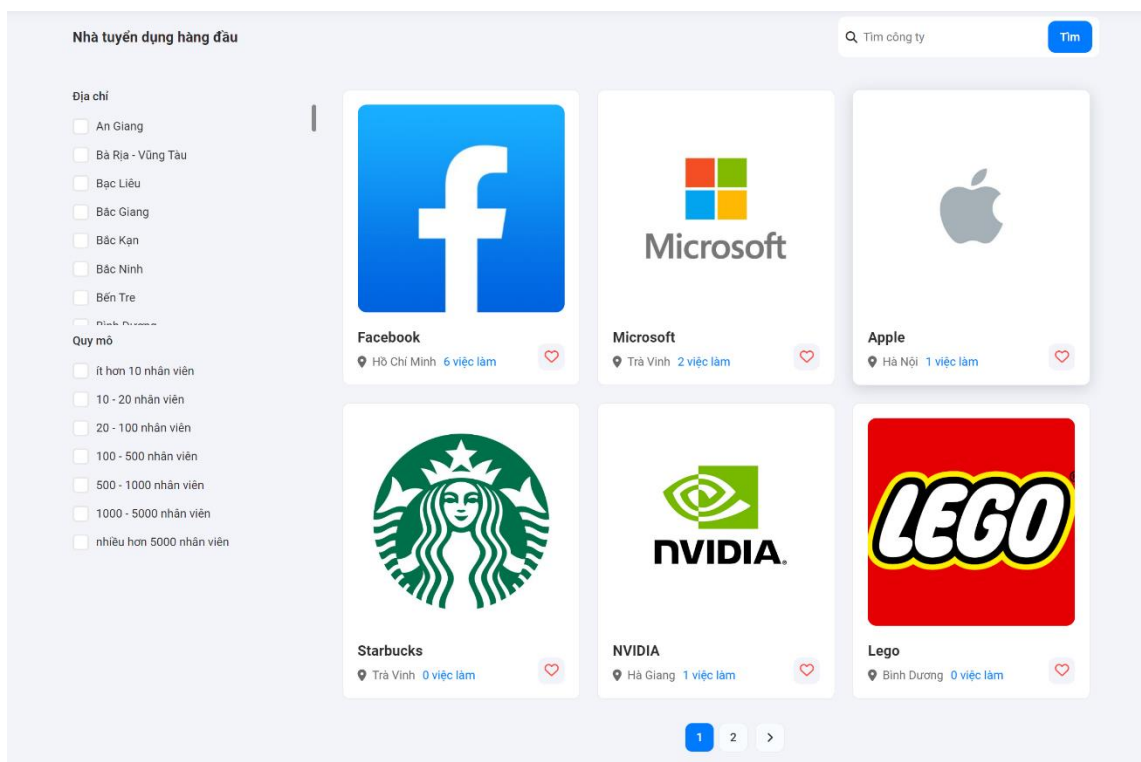 Nhà tuyển dụng hàng đầu
Tìm công ty
Tìm
Địa chỉ
An Giang
Bà Rịa - Vũng Tàu
Bạc Liêu
Bắc Giang
Bắc Kạn
Bắc Ninh
Bến Tre
Bình Dương
Quy mô
ít hơn 10 nhân viên
10 - 20 nhân viên
20 - 100 nhân viên
100 - 500 nhân viên
500 - 1000 nhân viên
1000 - 5000 nhân viên
nhiều hơn 5000 nhân viên
Microsoft
Facebook
Hồ Chí Minh 6 việc làm
Microsoft
Trà Vinh 2 việc làm
Apple
Hà Nội 1 việc làm
NVIDIA.
LEGO
Starbucks
Trà Vinh 0 việc làm
NVIDIA
Hà Giang 1 việc làm
Lego
Bình Dương 0 việc làm
1 2 >